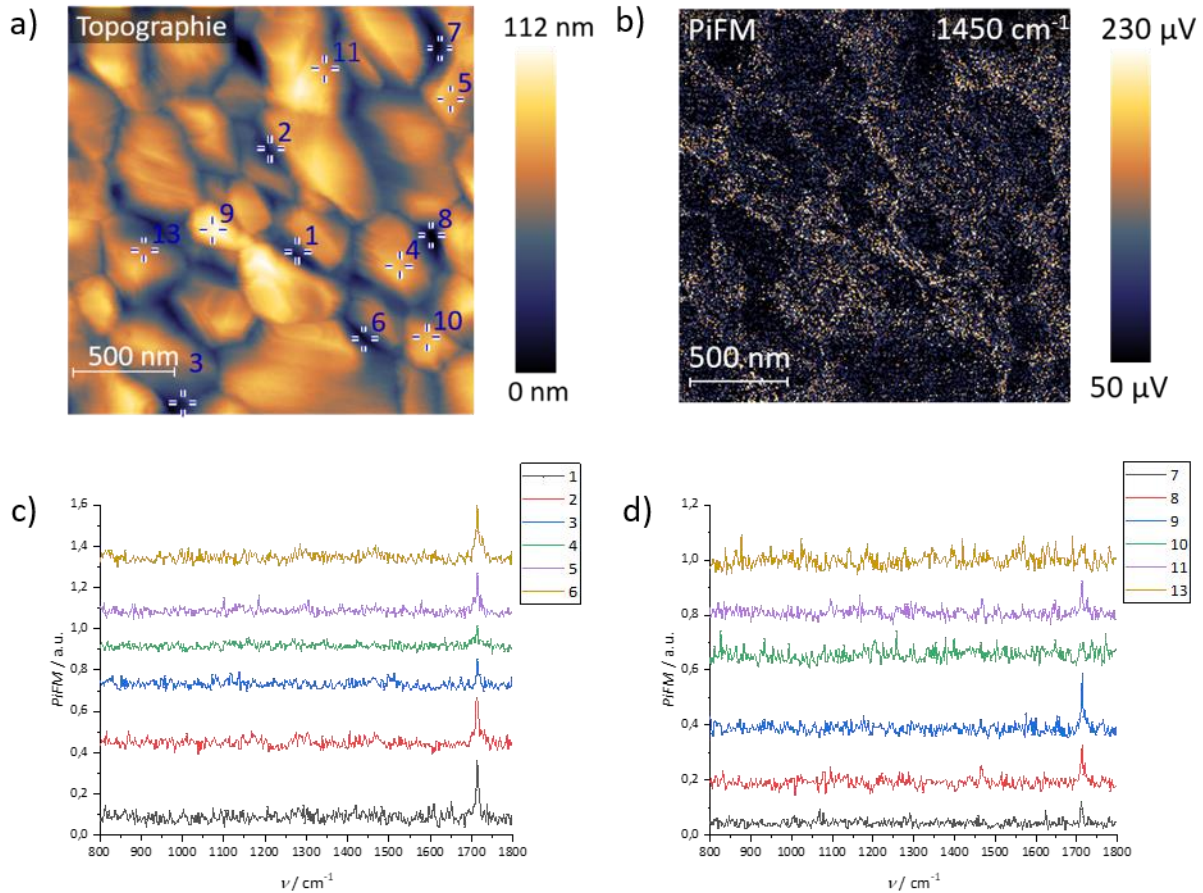 a)
Topographie
112 nm
0 nm
7
11
5
2
9
13
1
8
4
6
10
3
500 nm
b)
PiFM
1450 cm-1
230 µV
50 µV
500 nm
c)
1
2
3
4
5
6
1,6
1,4
1,2
1,0
0,8
0,6
0,4
0,2
0,0
PiFM / a.u.
800 900 1000 1100 1200 1300 1400 1500 1600 1700 1800
ν / cm-1
d)
7
8
9
10
11
13
1,2
1,0
0,8
0,6
0,4
0,2
0,0
PiFM / a.u.
800 900 1000 1100 1200 1300 1400 1500 1600 1700 1800
ν / cm-1